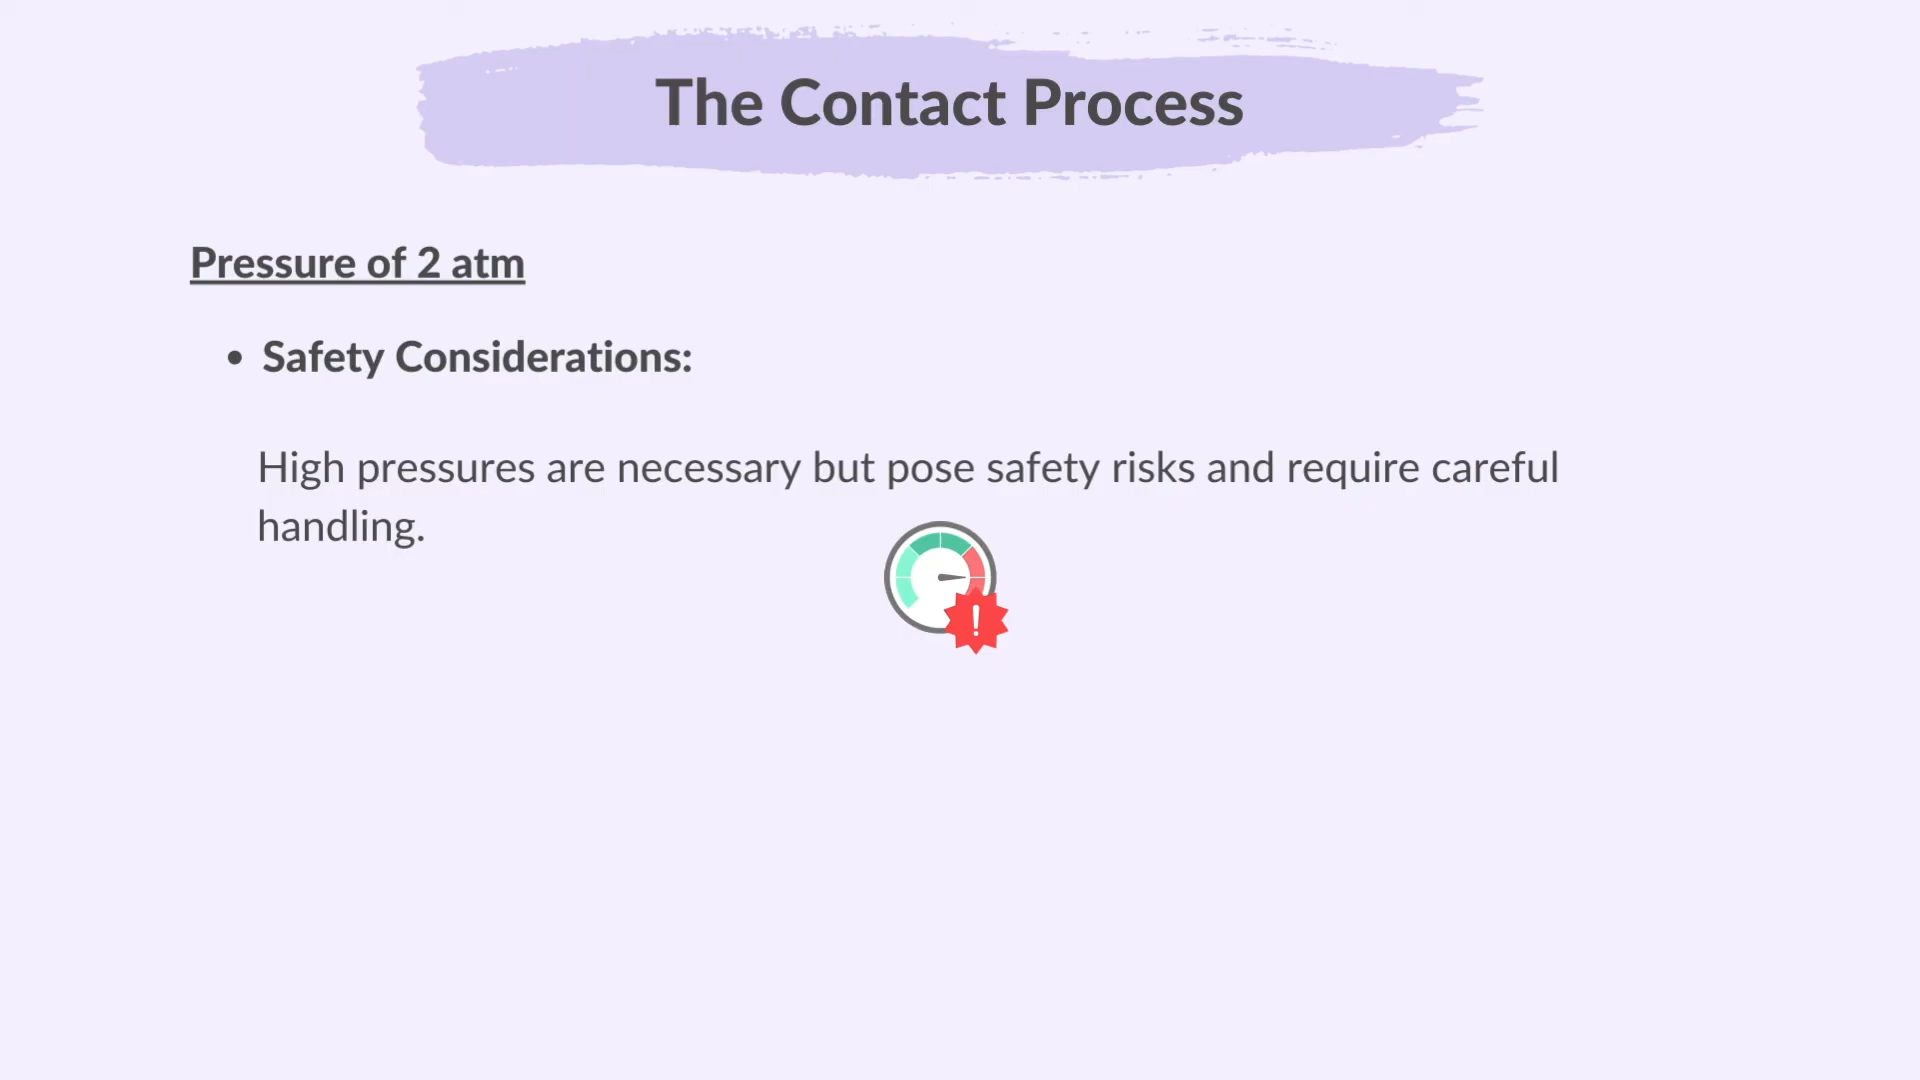 The Contact Process
Pressure of 2 atm
• Safety Considerations:
High pressures are necessary but pose safety risks and require careful
handling.
!